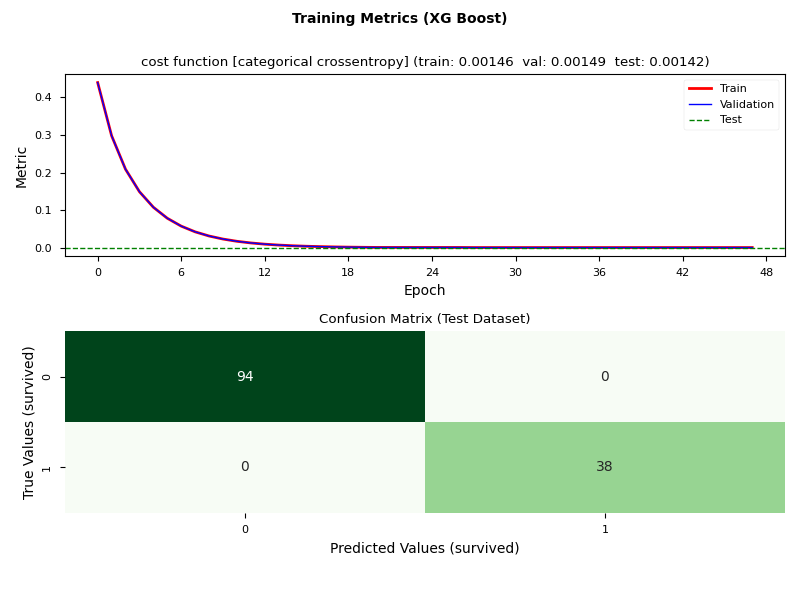 Training Metrics (XG Boost)
cost function [categorical crossentropy] (train: 0.00146  val: 0.00149  test: 0.00142)
Train
Validation
Test
Metric
0.4
0.3
0.2
0.1
0.0
0 6 12 18 24 30 36 42 48
Epoch
Confusion Matrix (Test Dataset)
True Values (survived)
0
94 0
1
0 38
0 1
Predicted Values (survived)